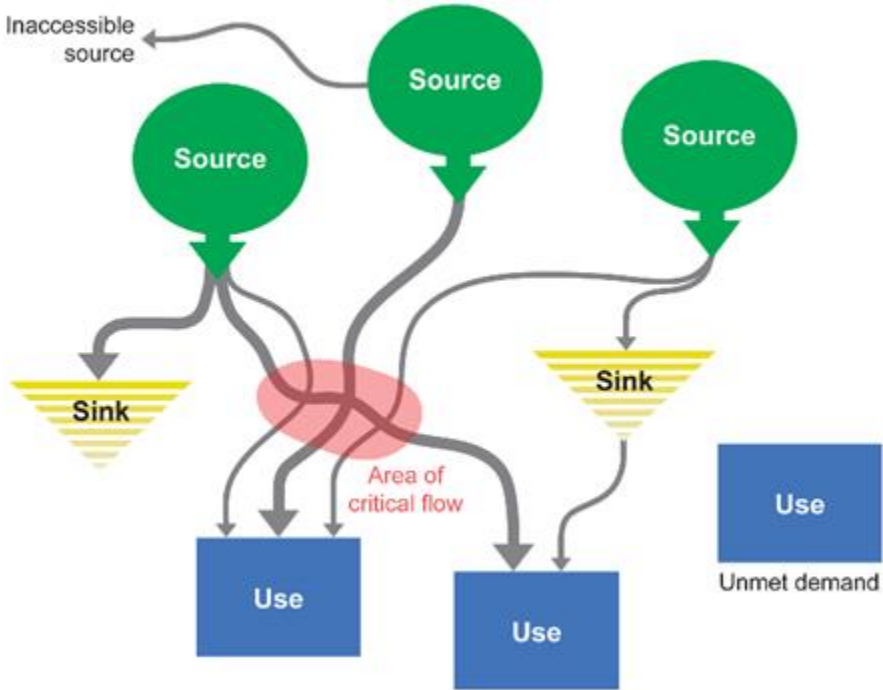 Inaccessible
source
Source
Source
Source
Sink
Sink
Area of
critical flow
Use
Use
Use
Unmet demand